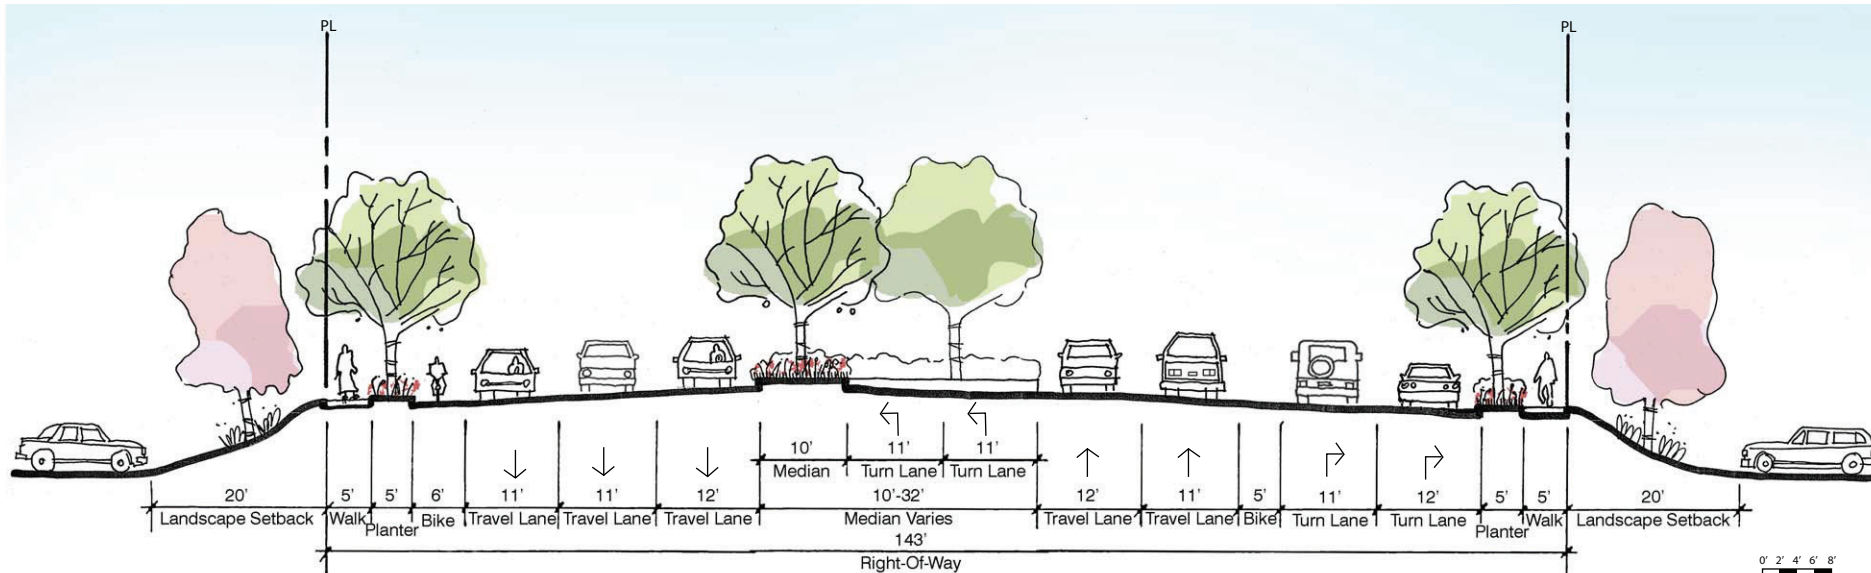 PL PL
10' 11' 11'
Median Turn Lane Turn Lane
20' 5' 5' 6' 11' 11' 12' 10'-32' 12' 11' 5' 11' 12' 5' 5' 20'
Landscape Setback Walk Planter Bike Travel Lane Travel Lane Travel Lane Median Varies Travel Lane Travel Lane Bike Turn Lane Turn Lane Planter Walk Landscape Setback
143'
Right-Of-Way
0' 2' 4' 6' 8'